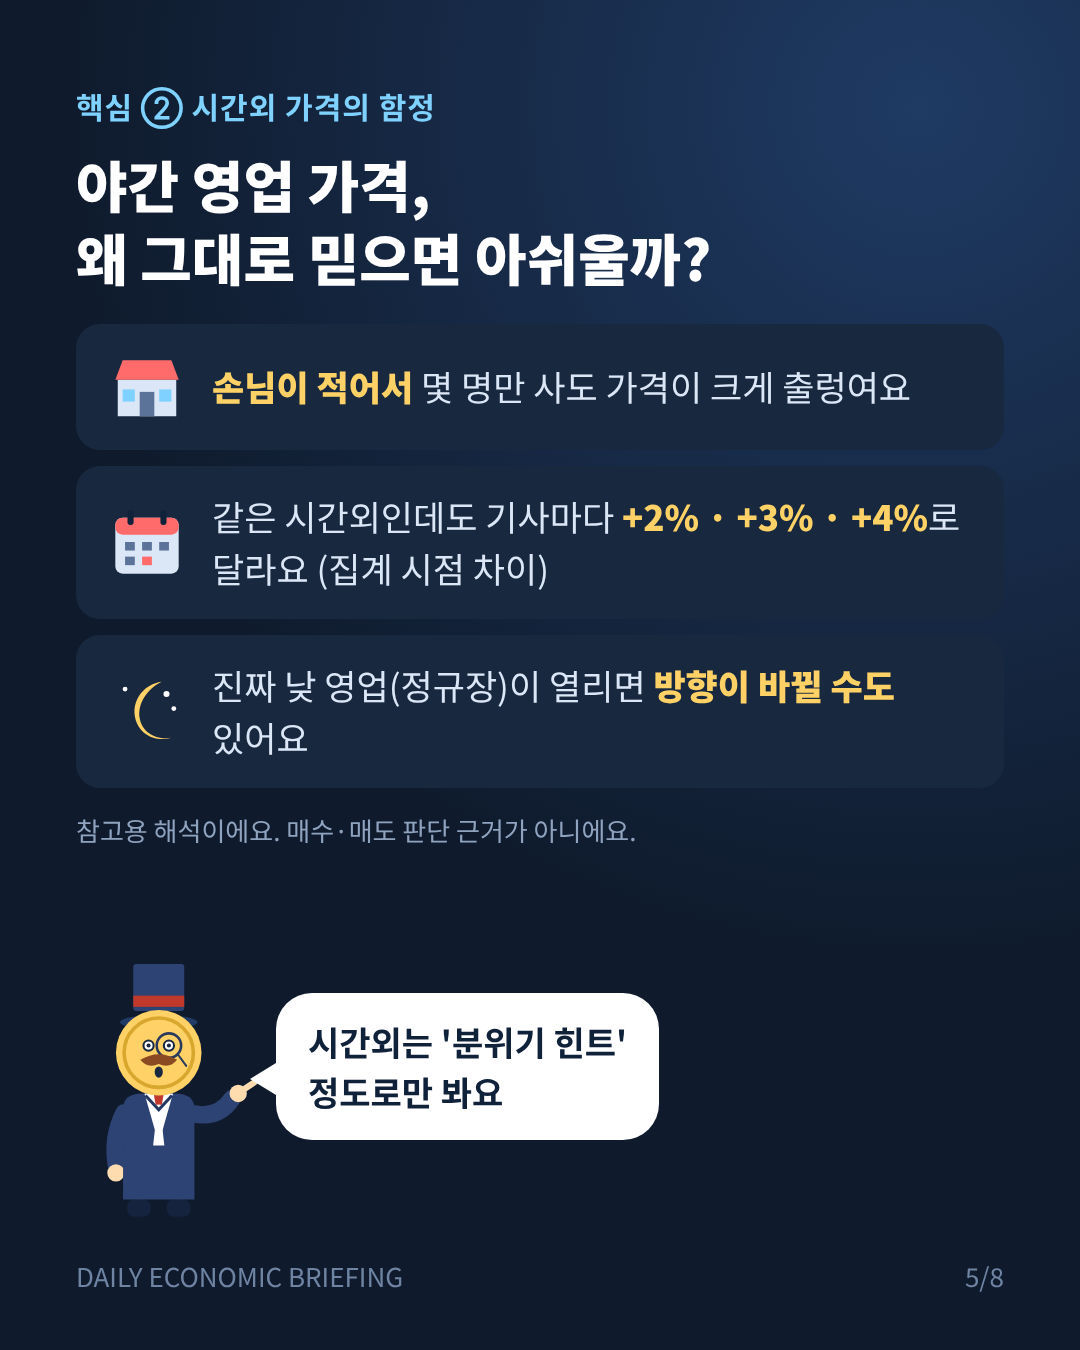 핵심 ② 시간외 가격의 함정
야간 영업 가격,
왜 그대로 믿으면 아쉬울까?
손님이 적어서 몇 명만 사도 가격이 크게 출렁여요
같은 시간외인데도 기사마다 +2% · +3% · +4%로
달라요 (집계 시점 차이)
진짜 낮 영업(정규장)이 열리면 방향이 바뀔 수도
있어요
참고용 해석이에요. 매수·매도 판단 근거가 아니에요.
시간외는 '분위기 힌트'
정도로만 봐요
DAILY ECONOMIC BRIEFING
5/8